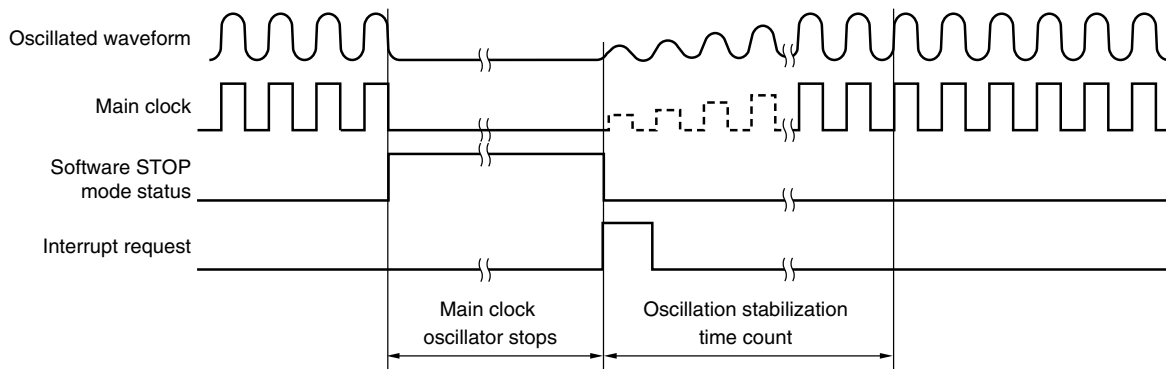 Oscillated waveform
Main clock
Software STOP
mode status
Interrupt request
Main clock
oscillator stops
Oscillation stabilization
time count